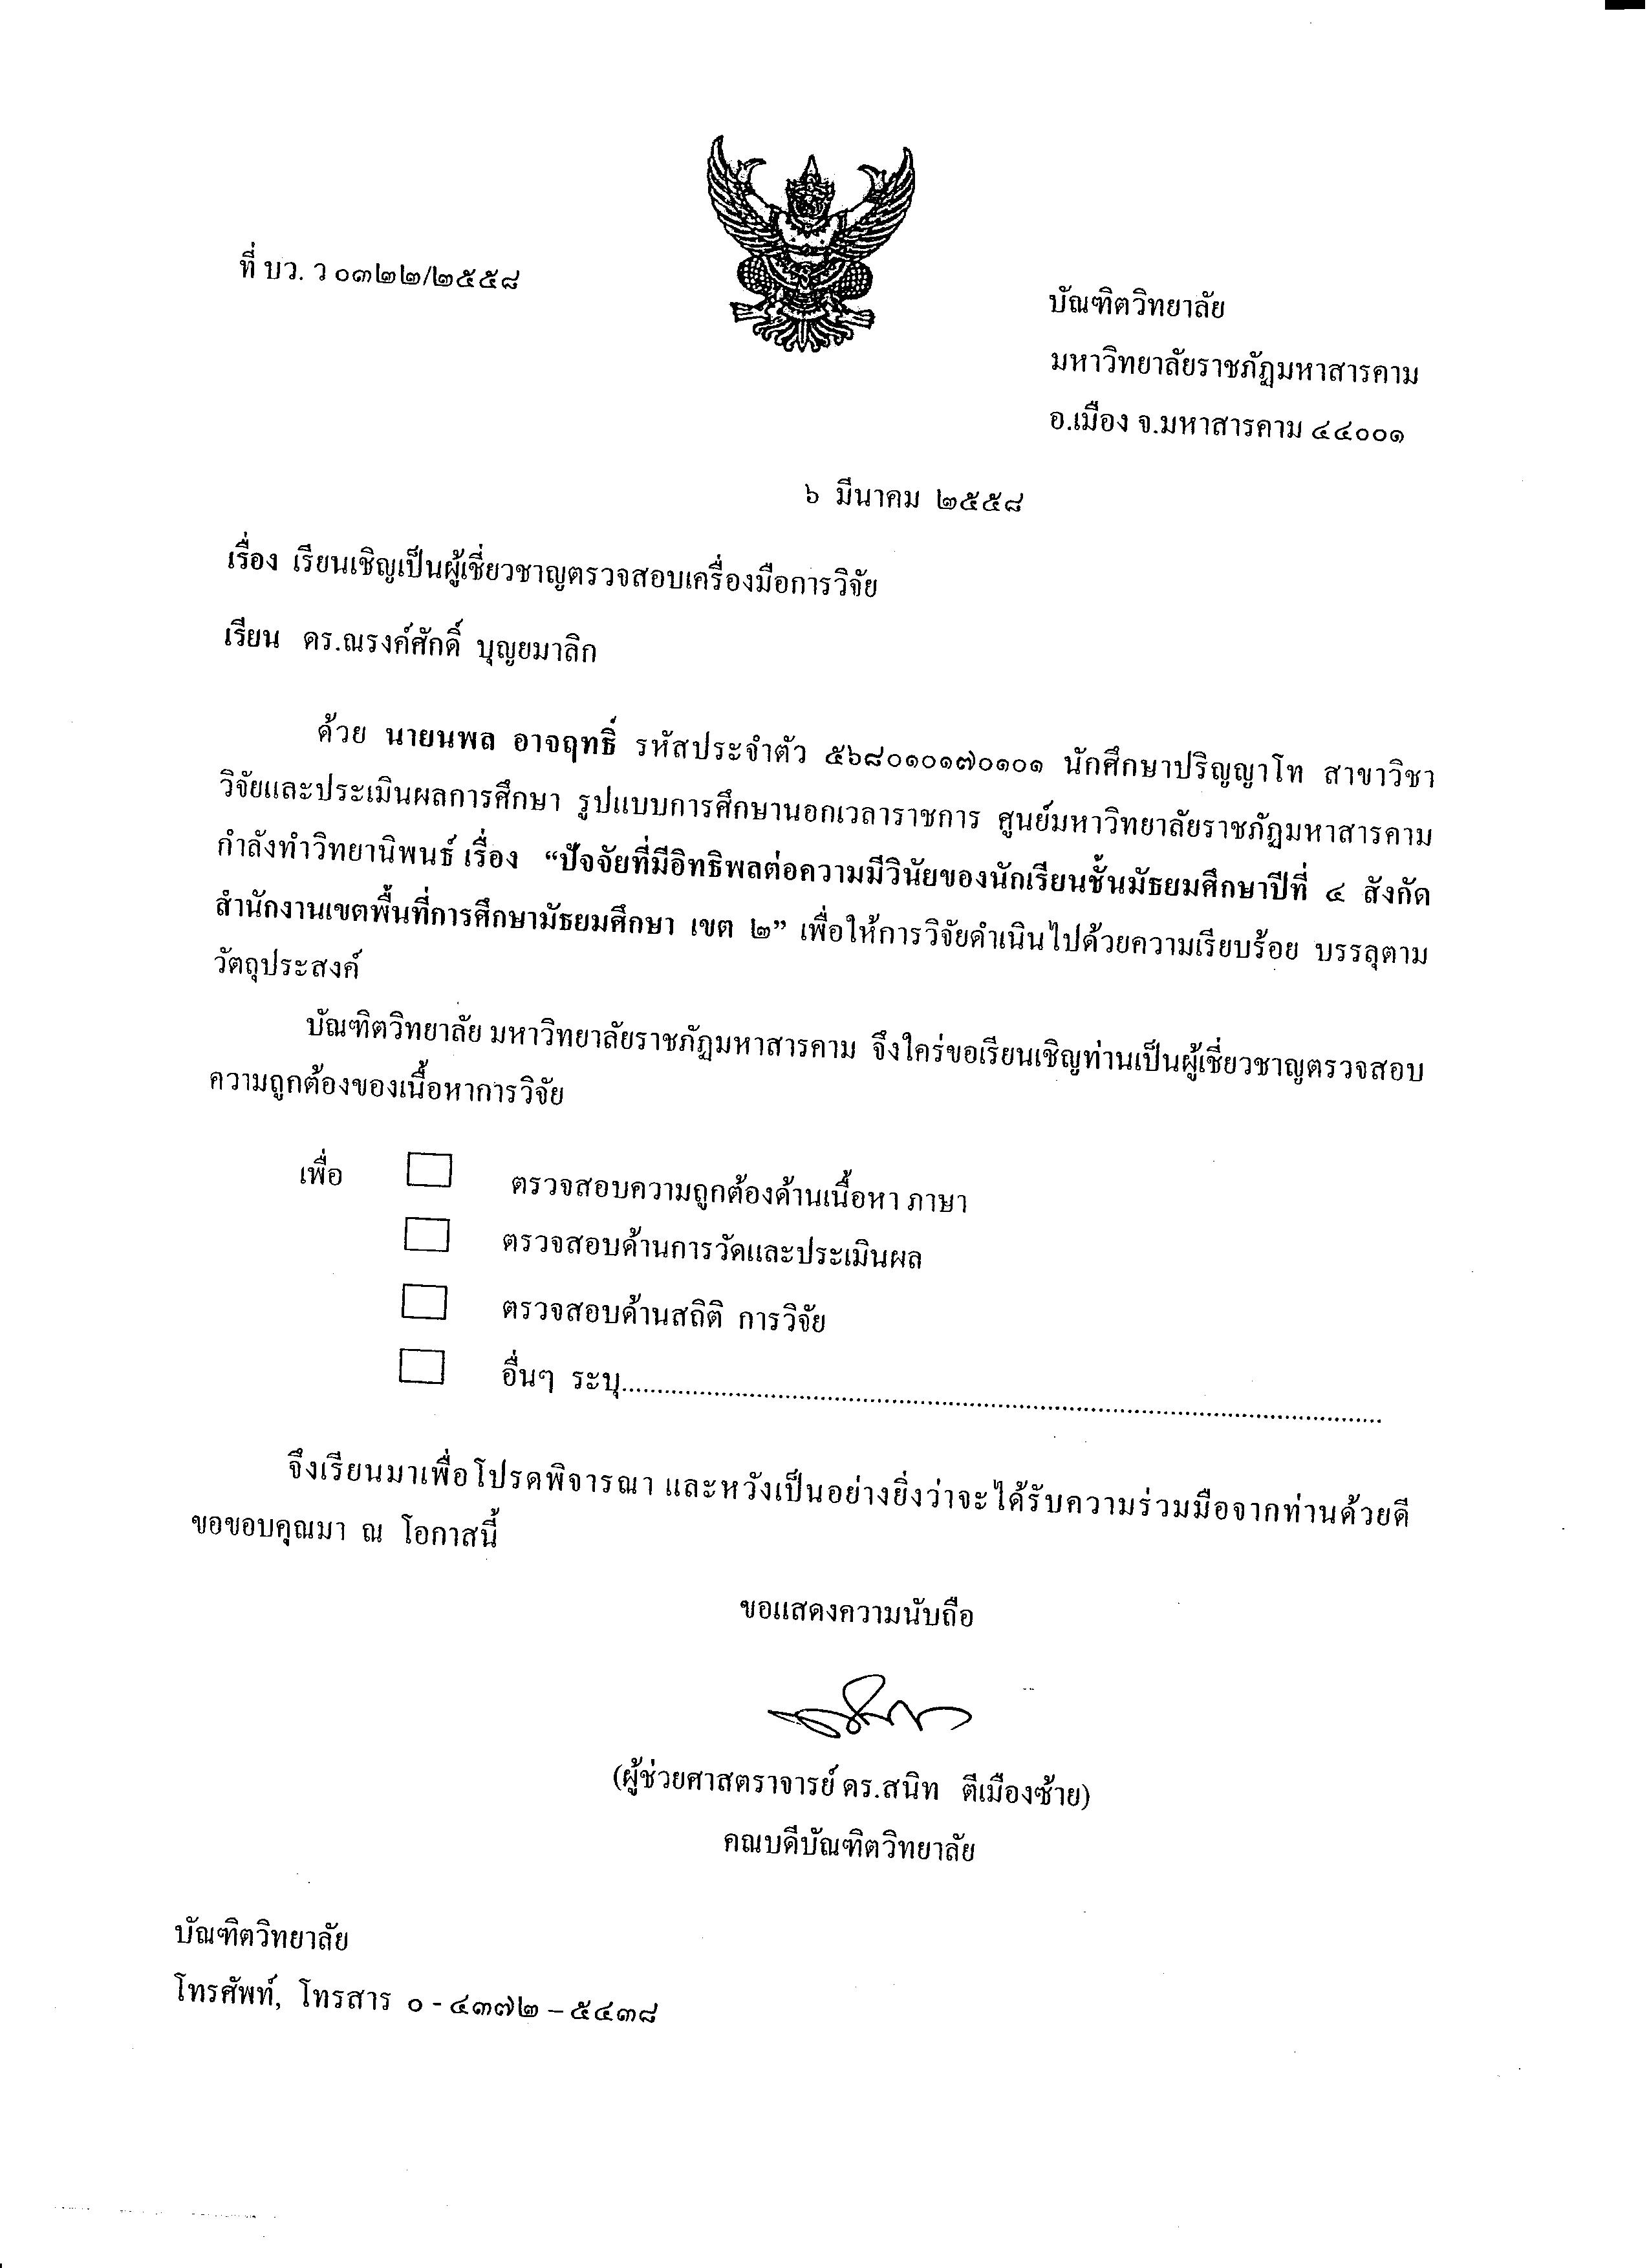 ที่ บว. ว ๐๓๒๒/๒๕๕๘
บัณฑิตวิทยาลัย
มหาวิทยาลัยราชภัฏมหาสารคาม
อ.เมือง จ.มหาสารคาม ๔๔๐๐๑
๖ มีนาคม ๒๕๕๘
เรื่อง เรียนเชิญเป็นผู้เชี่ยวชาญตรวจสอบเครื่องมือการวิจัย
เรียน ดร.ณรงค์ศักดิ์ บุญยมาลิก
ด้วย นายนพล อาจฤทธิ์ รหัสประจำตัว ๕๖๘๐๑๐๑๗๐๑๐๑ นักศึกษาปริญญาโท สาขาวิชา
วิจัยและประเมินผลการศึกษา รูปแบบการศึกษานอกเวลาราชการ ศูนย์มหาวิทยาลัยราชภัฏมหาสารคาม
กำลังทำวิทยานิพนธ์ เรื่อง “ปัจจัยที่มีอิทธิพลต่อความมีวินัยของนักเรียนชั้นมัธยมศึกษาปีที่ ๔ สังกัด
สำนักงานเขตพื้นที่การศึกษามัธยมศึกษา เขต ๒” เพื่อให้การวิจัยดำเนินไปด้วยความเรียบร้อย บรรลุตาม
วัตถุประสงค์
บัณฑิตวิทยาลัย มหาวิทยาลัยราชภัฏมหาสารคาม จึงใคร่ขอเรียนเชิญท่านเป็นผู้เชี่ยวชาญตรวจสอบ
ความถูกต้องของเนื้อหาการวิจัย
เพื่อ ตรวจสอบความถูกต้องด้านเนื้อหา ภาษา
ตรวจสอบด้านการวัดและประเมินผล
ตรวจสอบด้านสถิติ การวิจัย
อื่นๆ ระบุ....................................................................................................
จึงเรียนมาเพื่อโปรดพิจารณา และหวังเป็นอย่างยิ่งว่าจะได้รับความร่วมมือจากท่านด้วยดี
ขอขอบคุณมา ณ โอกาสนี้
ขอแสดงความนับถือ
(ผู้ช่วยศาสตราจารย์ ดร.สนิท ตีเมืองซ้าย)
คณบดีบัณฑิตวิทยาลัย
บัณฑิตวิทยาลัย
โทรศัพท์, โทรสาร ๐ - ๔๓๗๒ – ๕๔๓๘